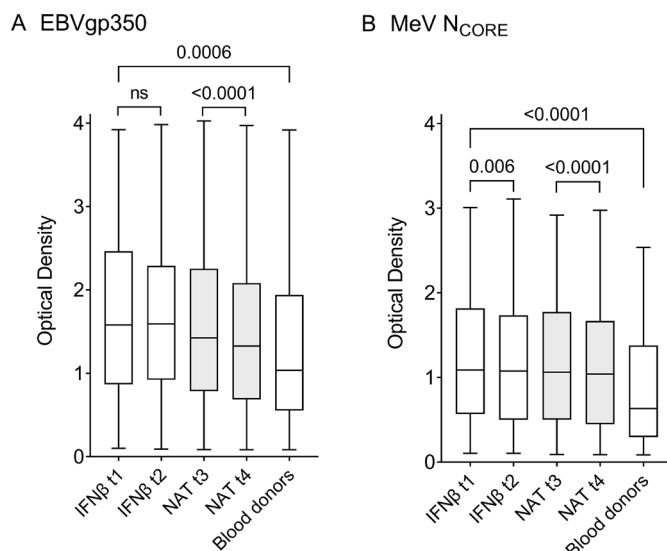 A EBVgp350
0.0006
ns
<0.0001
4
3
2
1
0
Optical Density
IFNβ t1
IFNβ t2
NAT t3
NAT t4
Blood donors
B MeV NCORE
<0.0001
0.006
<0.0001
4
3
2
1
0
Optical Density
IFNβ t1
IFNβ t2
NAT t3
NAT t4
Blood donors